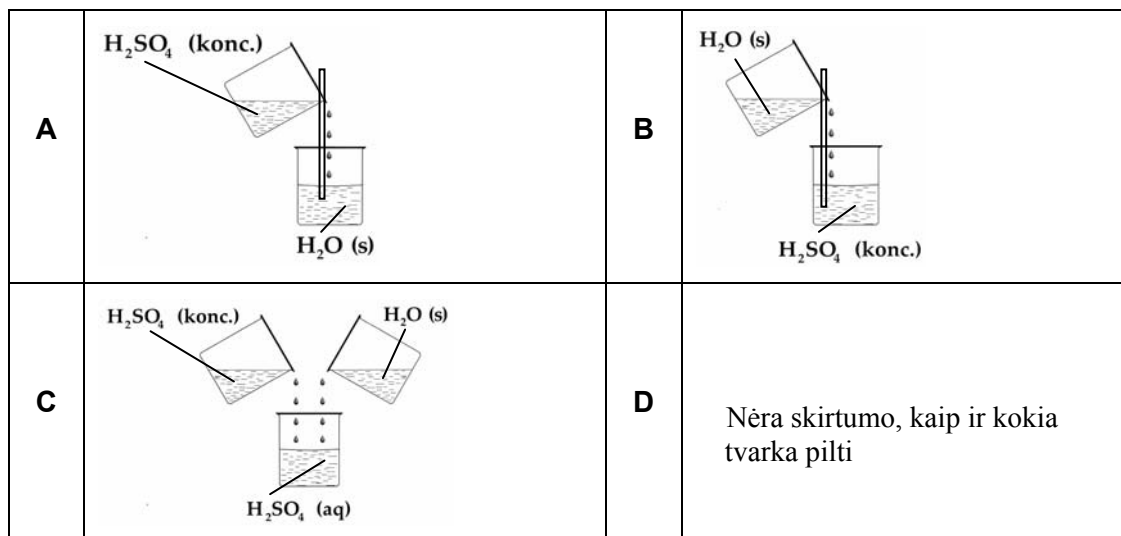 A
H₂SO₄ (konc.)
H₂O (s)
B
H₂O (s)
H₂SO₄ (konc.)
C
H₂SO₄ (konc.)
H₂O (s)
H₂SO₄ (aq)
D
Nėra skirtumo, kaip ir kokia
tvarka pilti